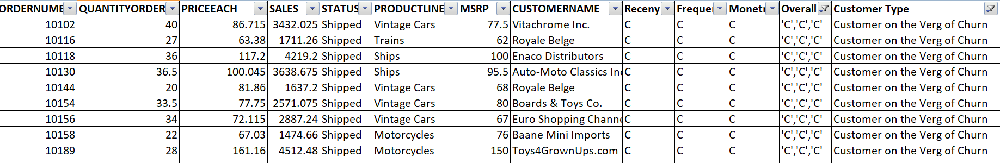 ORDERNUMB QUANTITYORDER PRICEEACH SALES STATUS PRODUCTLINE MSRP CUSTOMERNAME Receny Frequer Monetr Overall Customer Type
10102 40 86.715 3432.025 Shipped Vintage Cars 77.5 Vitachrome Inc. C C C 'C','C','C' Customer on the Verg of Churn
10116 27 63.38 1711.26 Shipped Trains 62 Royale Belge C C C 'C','C','C' Customer on the Verg of Churn
10118 36 117.2 4219.2 Shipped Ships 100 Enaco Distributors C C C 'C','C','C' Customer on the Verg of Churn
10130 36.5 100.045 3638.675 Shipped Ships 95.5 Auto-Moto Classics Inc C C C 'C','C','C' Customer on the Verg of Churn
10144 20 81.86 1637.2 Shipped Vintage Cars 68 Royale Belge C C C 'C','C','C' Customer on the Verg of Churn
10154 33.5 77.75 2571.075 Shipped Vintage Cars 80 Boards & Toys Co. C C C 'C','C','C' Customer on the Verg of Churn
10156 34 72.115 2887.24 Shipped Vintage Cars 67 Euro Shopping Channe C C C 'C','C','C' Customer on the Verg of Churn
10158 22 67.03 1474.66 Shipped Motorcycles 76 Baane Mini Imports C C C 'C','C','C' Customer on the Verg of Churn
10189 28 161.16 4512.48 Shipped Motorcycles 150 Toys4GrownUps.com C C C 'C','C','C' Customer on the Verg of Churn